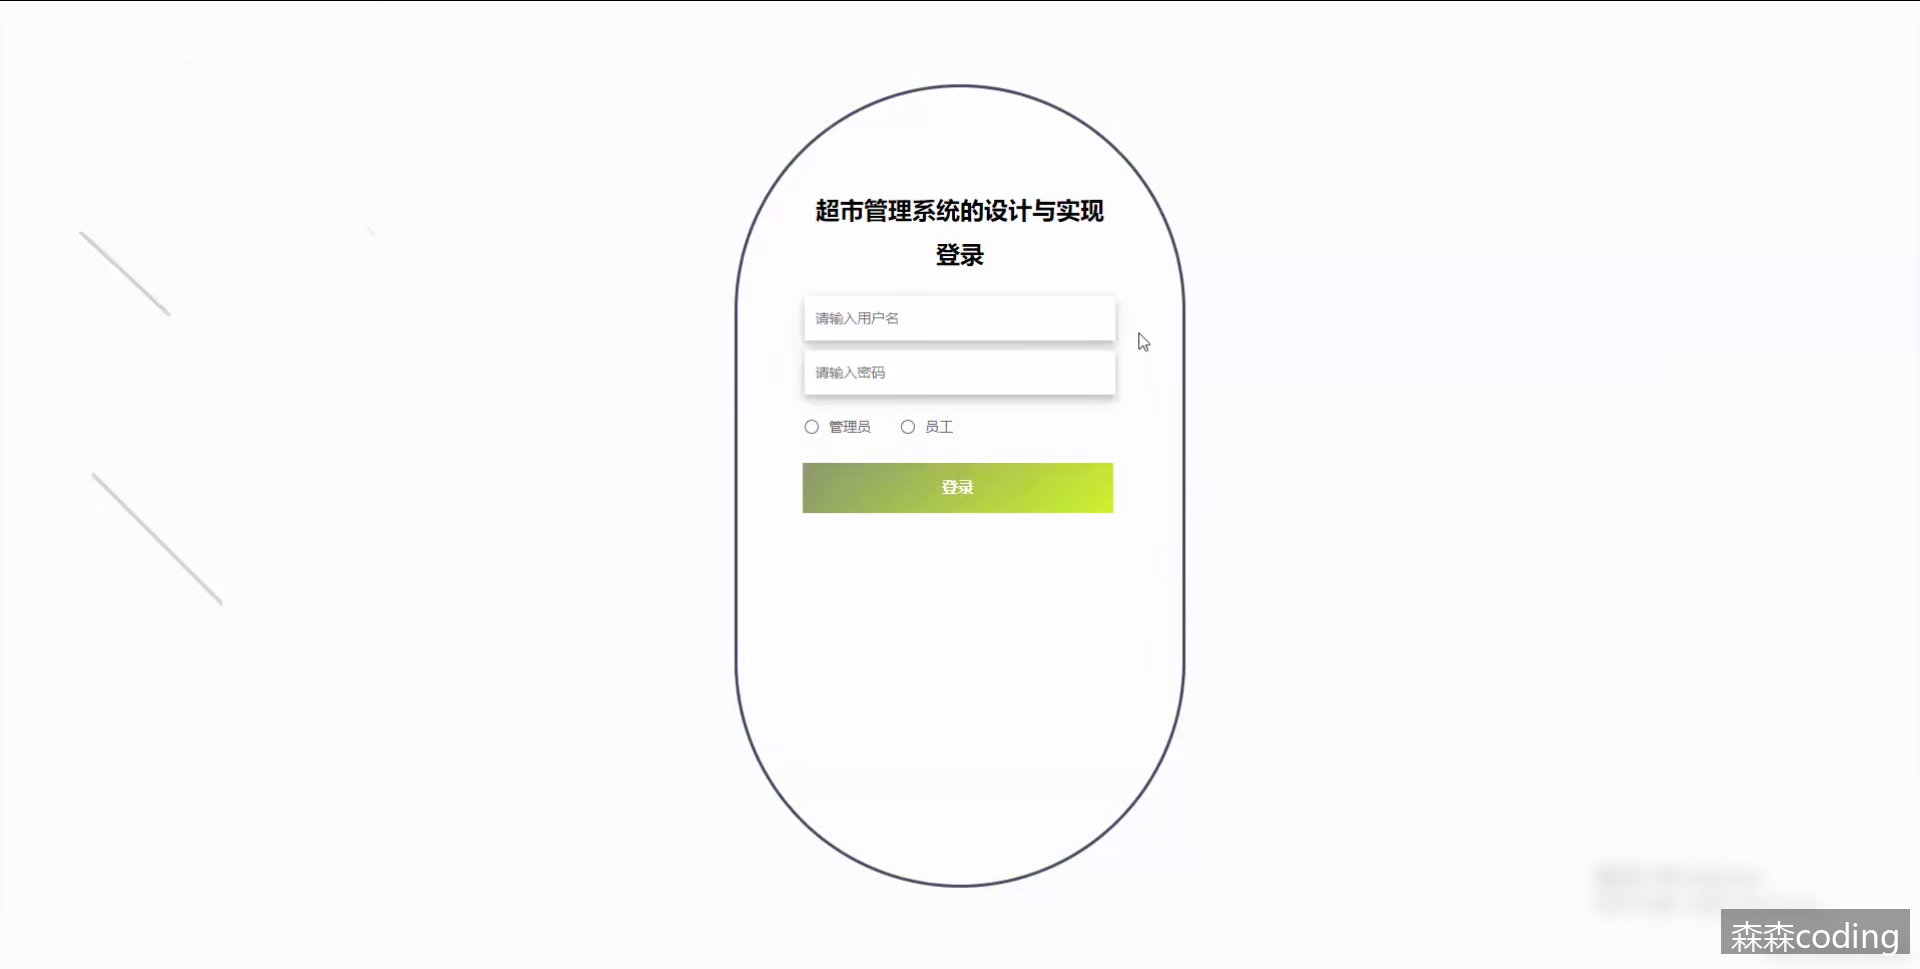 超市管理系统的设计与实现
登录
请输入用户名
请输入密码
管理员 员工
登录
森森coding